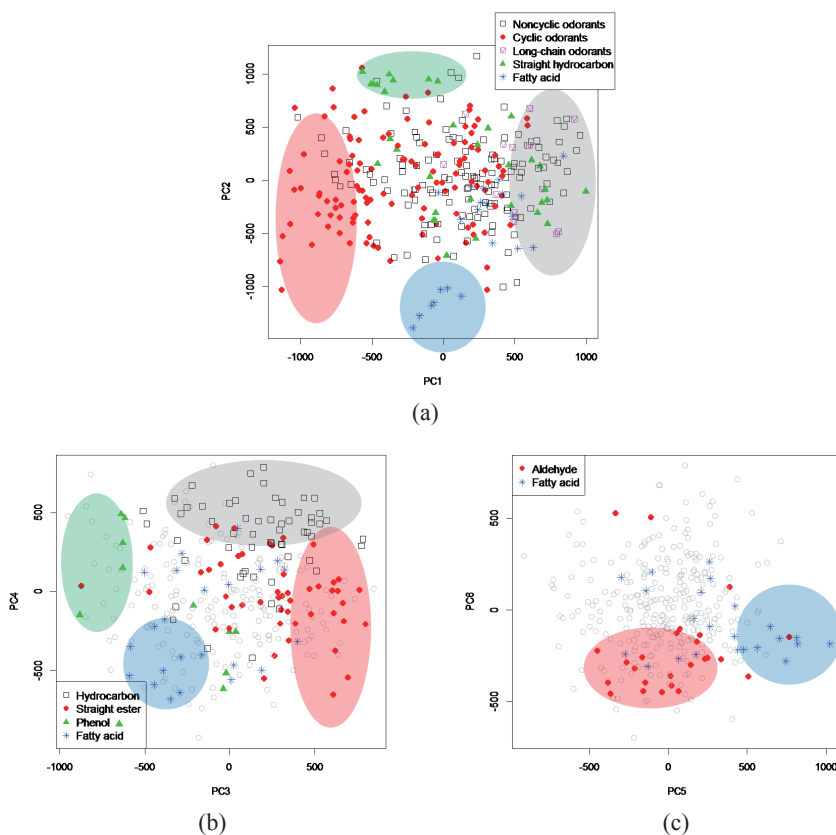 Noncyclic odorants
Cyclic odorants
Long-chain odorants
Straight hydrocarbon
Fatty acid
PC2
1000
500
0
-500
-1000
-1000
-500
0
500
1000
PC1
(a)
PC4
500
0
-500
Hydrocarbon
Straight ester
Phenol
Fatty acid
-1000
-500
0
500
PC3
(b)
Aldehyde
Fatty acid
PC6
500
0
-500
-500
0
500
1000
PC5
(c)